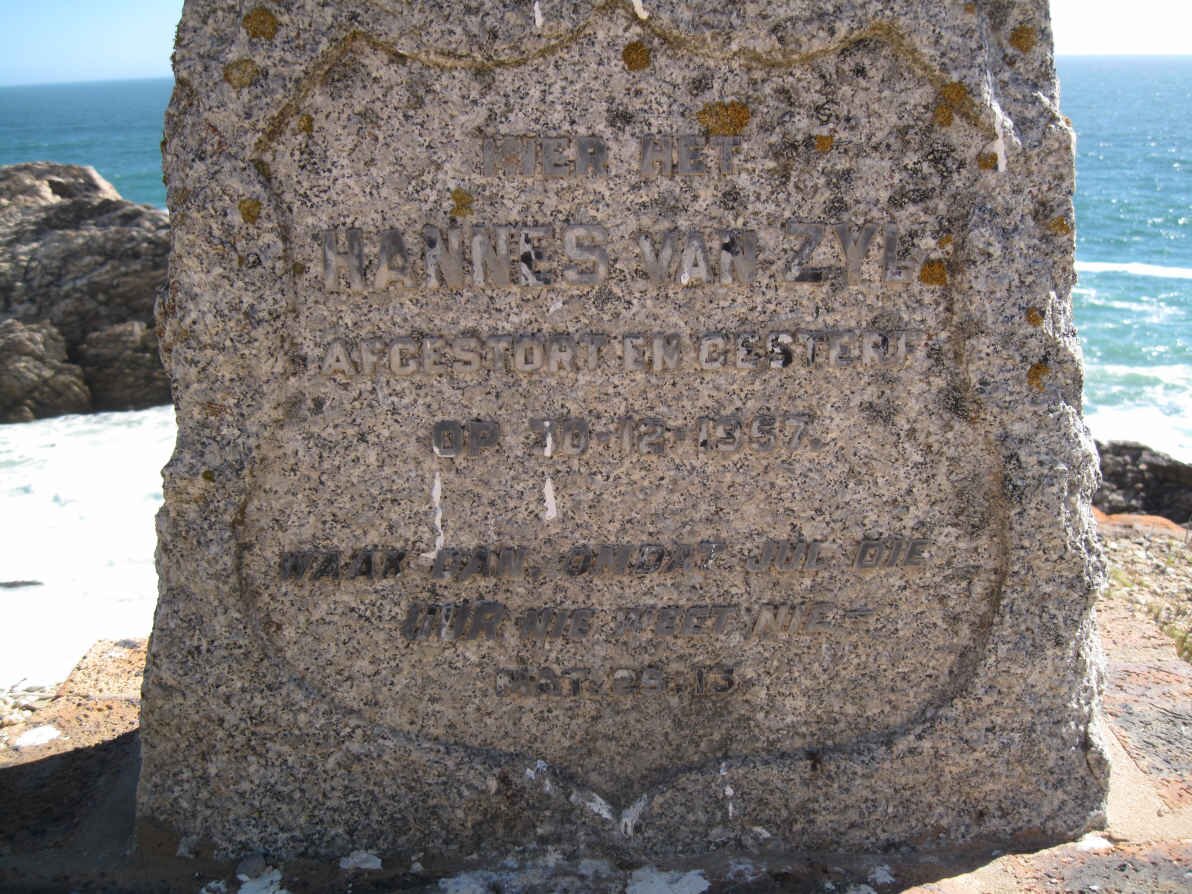 HIER HET
HANNES VAN ZYL
AFGESTORT EN GESTERF
OP 10-12-1957.
WAAK DAN, OMDAT JUL DIE
UUR NIE WEET NIE=
MAT. 25.13